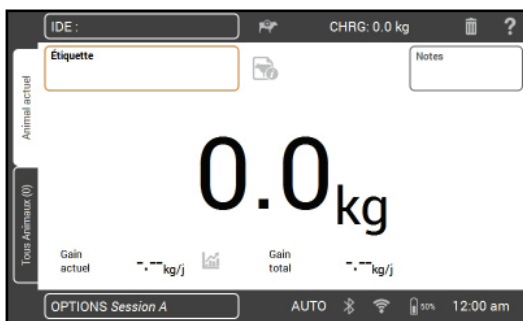 IDE :
CHRG: 0.0 kg
?
Animal actuel
Tous Animaux (0)
Étiquette
Notes
0.0 kg
Gain actuel -.-- kg/j
Gain total -.-- kg/j
OPTIONS Session A
AUTO
50%
12:00 am